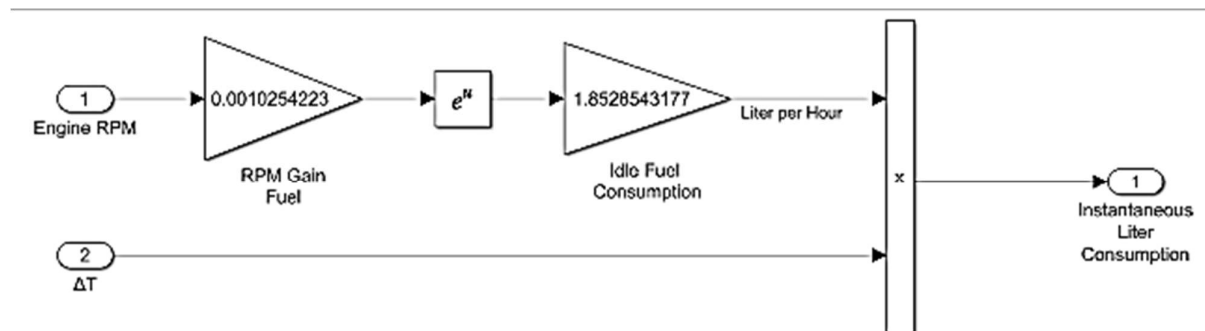 1
Engine RPM
0.0010254223
RPM Gain
Fuel
eᵘ
1.8528543177
Idle Fuel
Consumption
Liter per Hour
2
ΔT
x
1
Instantaneous
Liter
Consumption